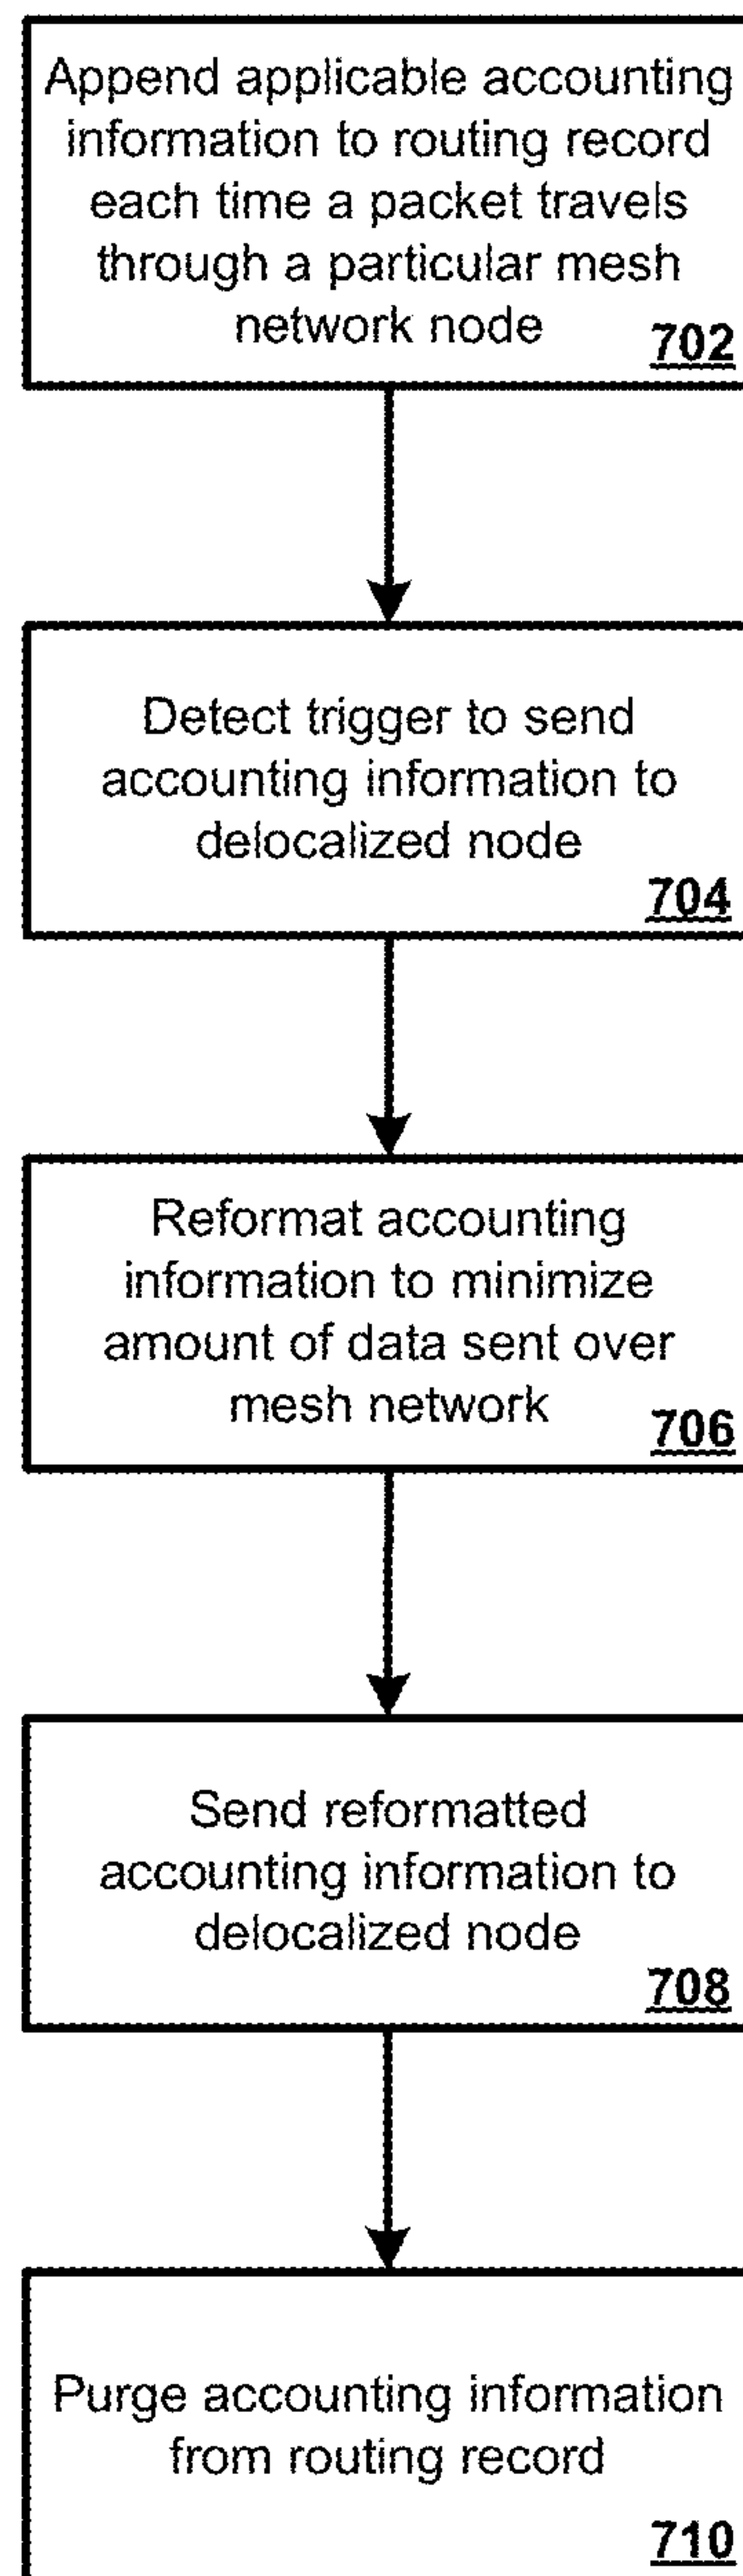 Append applicable accounting
information to routing record
each time a packet travels
through a particular mesh
network node
702
Detect trigger to send
accounting information to
delocalized node
704
Reformat accounting
information to minimize
amount of data sent over
mesh network
706
Send reformatted
accounting information to
delocalized node
708
Purge accounting information
from routing record
710